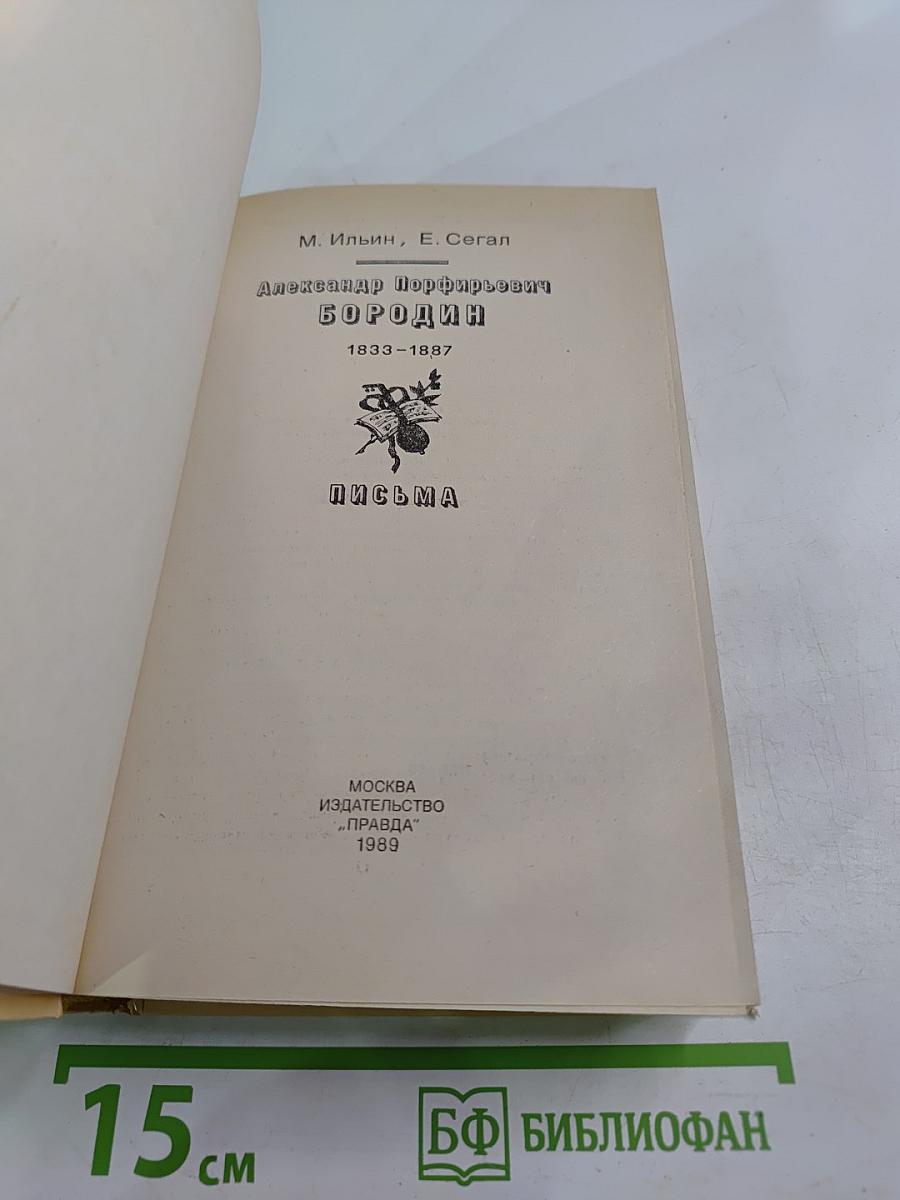 М. Ильин, Е. Сегал
Александр Порфирьевич
БОРОДИН
1833–1887
ПИСЬМА
МОСКВА
ИЗДАТЕЛЬСТВО
„ПРАВДА"
1989
15 см
БФ БИБЛИОФАН